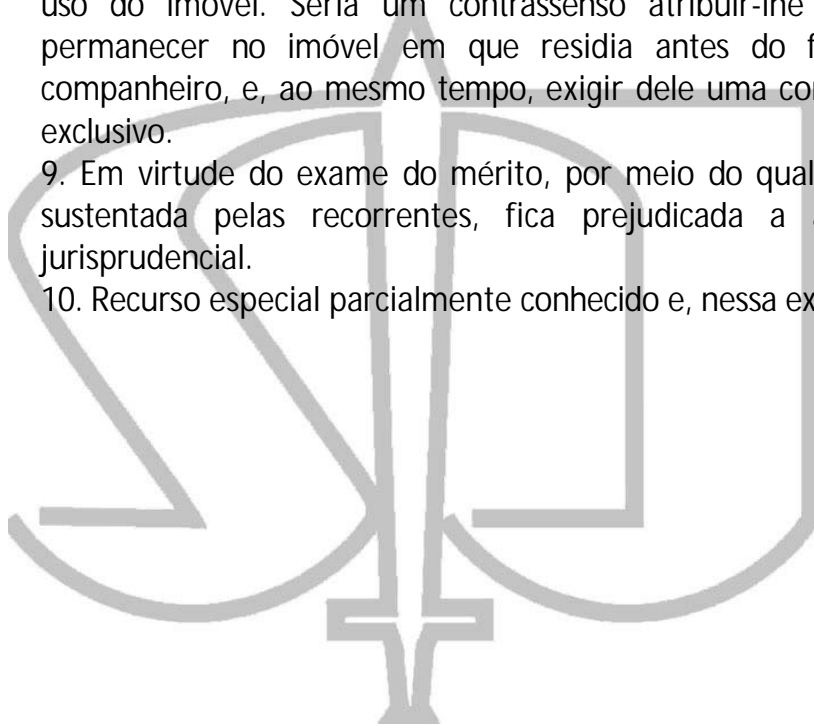 uso do imóvel. Seria um contrassenso atribuir-lhe
permanecer no imóvel em que residia antes do
companheiro, e, ao mesmo tempo, exigir dele uma
exclusivo.
9. Em virtude do exame do mérito, por meio do qual
sustentada pelas recorrentes, fica prejudicada a
jurisprudencial.
10. Recurso especial parcialmente conhecido e, nessa